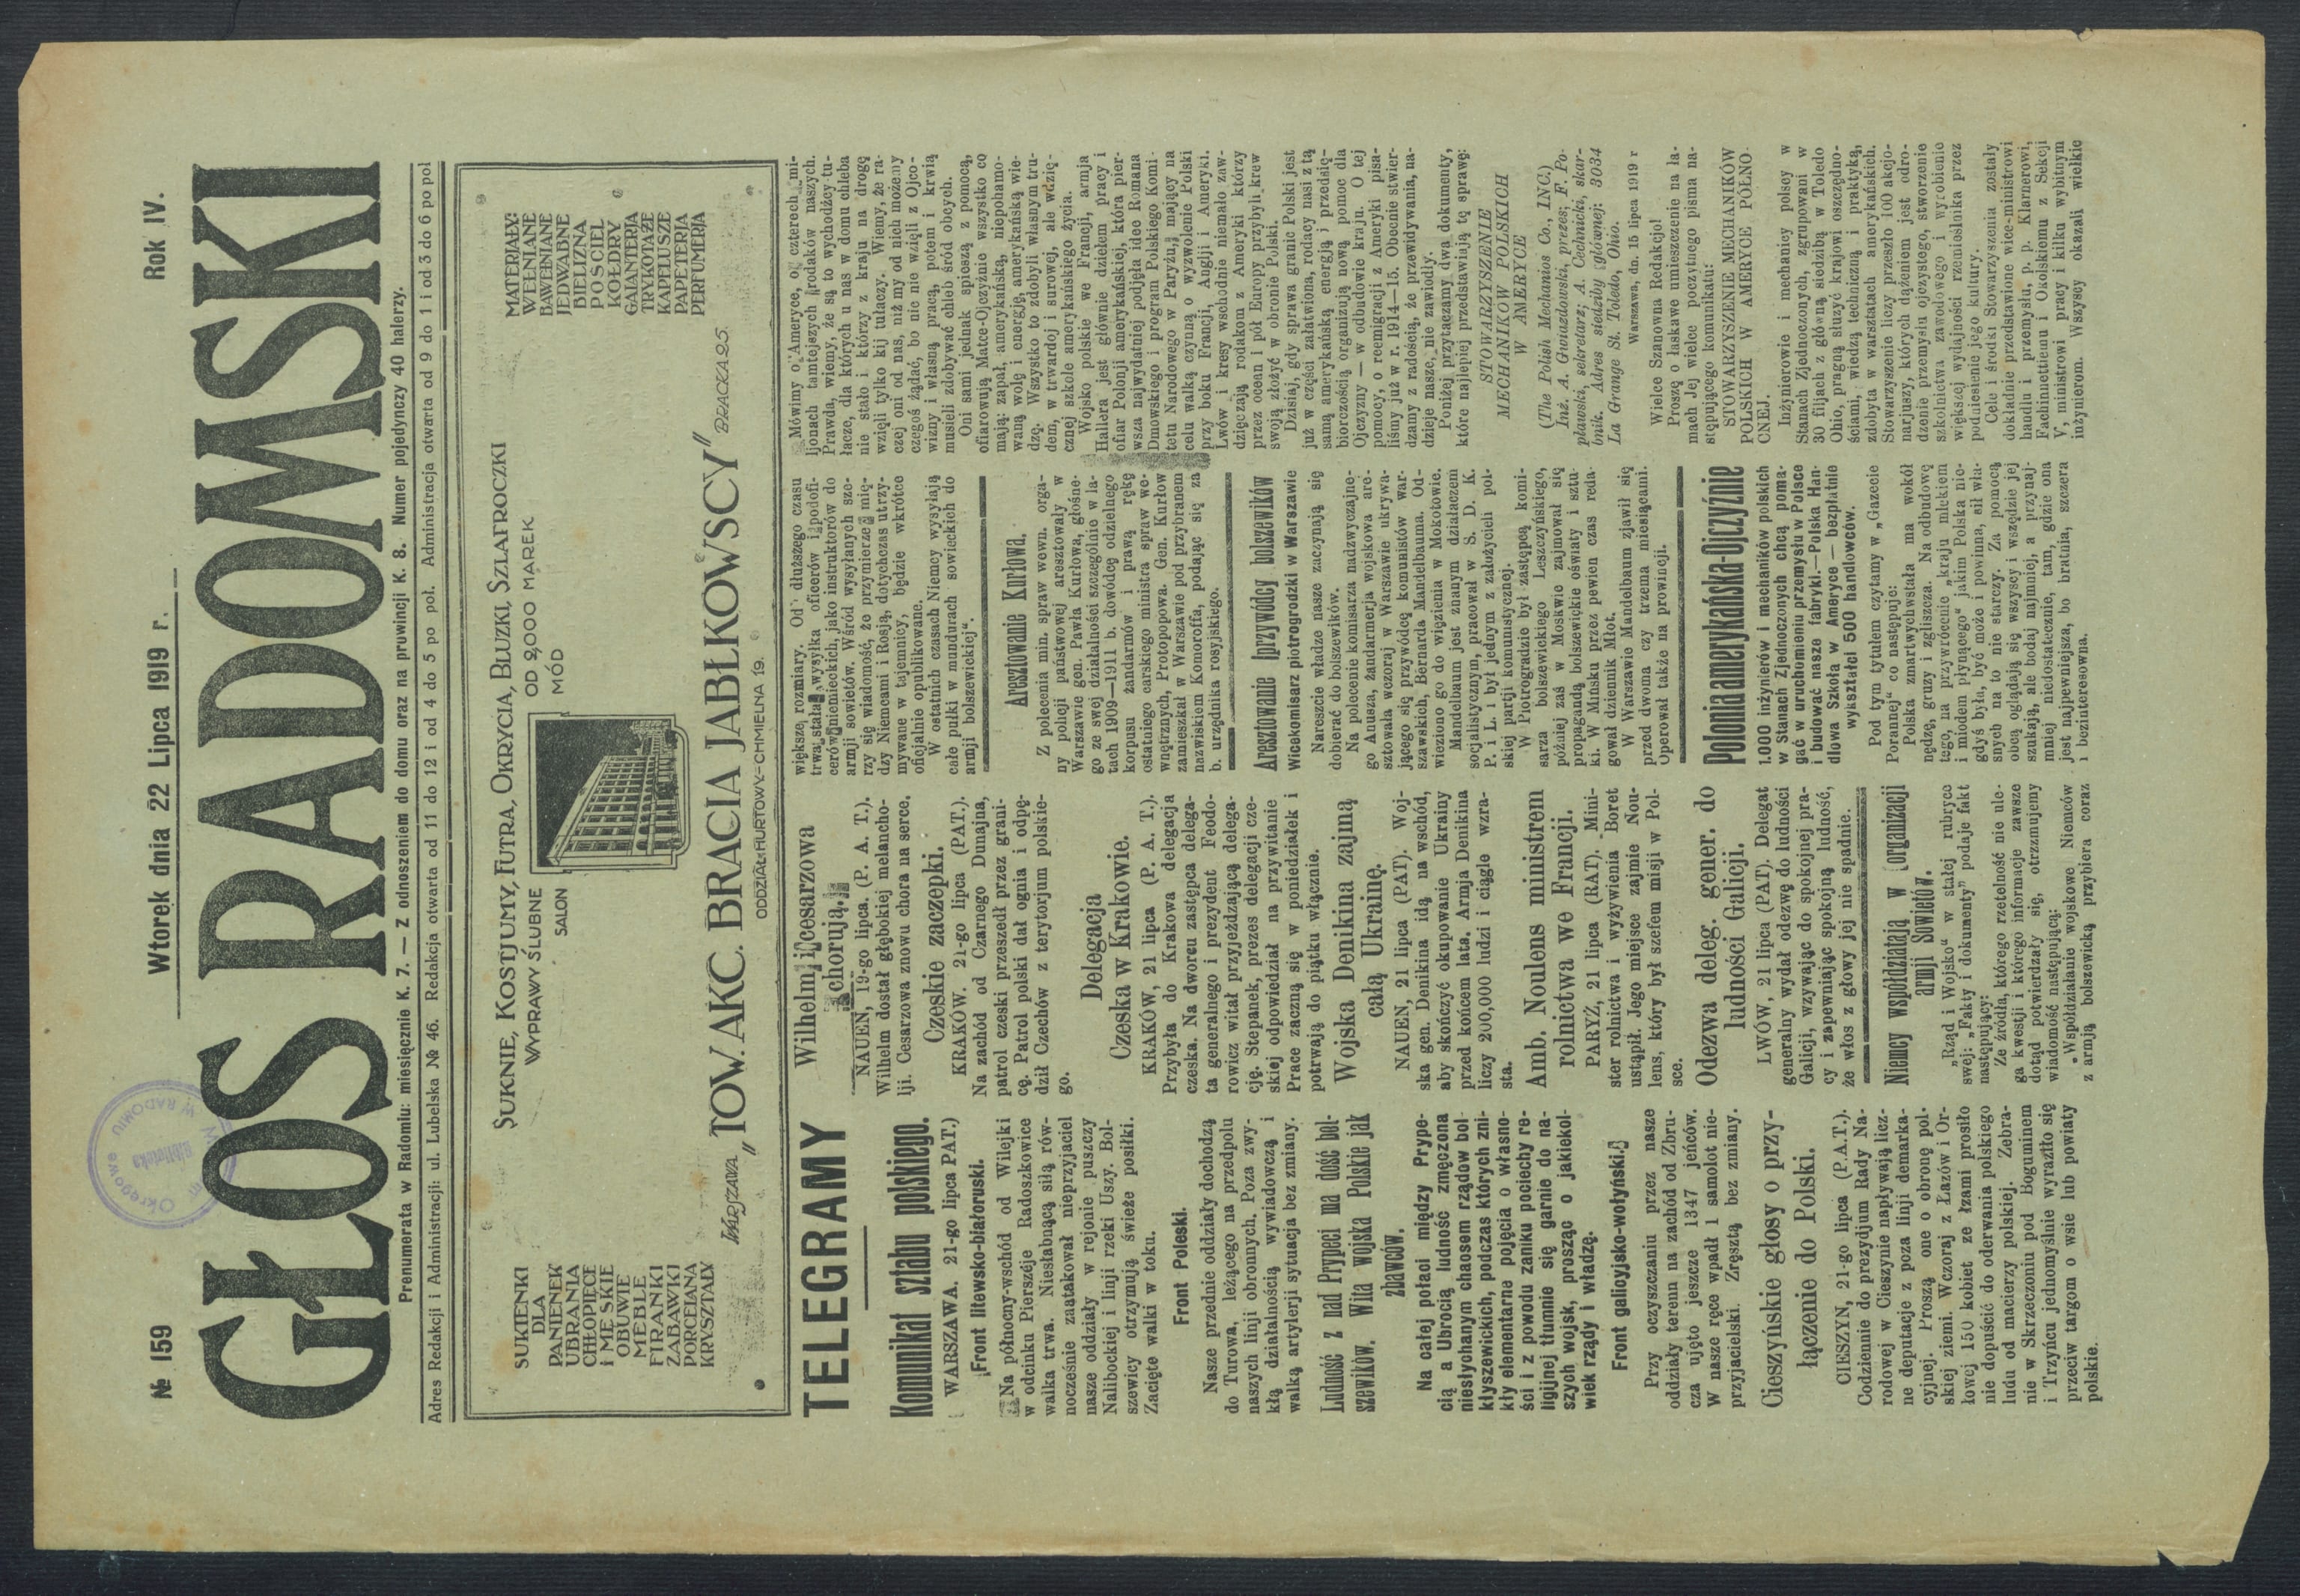 № 159
Wtorek dnia 22 Lipca 1919 r.
Rok IV.
GŁOS RADOMSKI
Prenumerata w Radomiu: miesięcznie K. 7. — Z odnoszeniem do domu oraz na prowincji K. 8. Numer pojedynczy 40 halerzy.
Adres Redakcji i Administracji: ul. Lubelska № 46. Redakcja otwarta od 11 do 12 i od 4 do 5 po poł. Administracja otwarta od 9 do 1 i od 3 do 6 po poł
SUKIENKI
DLA
PANIENEK
UBRANIA
CHŁOPIĘCE
i MĘSKIE
OBUWIE
MEBLE
FIRANKI
ZABAWKI
PORCELANA
KRYSZTAŁY
SUKNIE, KOSTJUMY, FUTRA, OKRYCIA, BLUZKI, SZLAFROCZKI
WYPRAWY ŚLUBNE
OD 2,000 MAREK
SALON
MÓD
MATERJAŁY:
WEŁNIANE
BAWEŁNIANE
JEDWABNE
BIELIZNA
POŚCIEL
KOŁDRY
GALANTERJA
TRYKOTAŻE
KAPELUSZE
PAPETERJA
PERFUMERJA
WARSZAWA „TOW. AKC. BRACIA JABŁKOWSCY” BRACKA 25.
ODDZIAŁ HURTOWY-CHMIELNA 19.
TELEGRAMY
Komunikat sztabu polskiego.
WARSZAWA. 21-go lipca PAT.)
Front litewsko-białoruski.
Na północny-wschód od Wilejki
w odcinku Pierszéje Radoszkowice
walka trwa. Niesłabnącą siłą rów-
nocześnie zaatakował nieprzyjaciel
nasze oddziały w rejonie puszczy
Nalibockiej i linji rzeki Uszy. Bol-
szewicy otrzymują świeże posiłki.
Zacięte walki w toku.
Front Poleski.
Nasze przednie oddziały dochodzą
do Turowa, leżącego na przedpolu
naszych linji obronnych. Poza zwy-
kłą działalnością wywiadowczą i
walką artylerji sytuacja bez zmiany.
Ludność z nad Prypeci ma dość bol-
szewików. Wita wojska Polskie jak
zbawców.
Na całej połaci między Prype-
cią a Ubrocią ludność zmęczona
niesłychanym chaosem rządów bol
kłyszewickich, podczas których zni-
kły elementarne pojęcia o własno-
ści i z powodu zaniku pociechy re-
ligijnej tłumnie się garnie do na-
szych wojsk, prosząc o jakiekol-
wiek rządy i władzę.
Front galicyjsko-wołyński.
Przy oczyszczaniu przez nasze
oddziały terenn na zachód od Zbru-
cza ujęto jeszcze 1347 jeńców.
W nasze ręce wpadł 1 samolot nie-
przyjacielski. Zresztą bez zmiany.
Cieszyńskie głosy o przy-
łączenie do Polski.
CIESZYN, 21-go lipca (P.A.T.).
Codziennie do prezydjum Rady Na-
rodowej w Cieszynie napływają licz-
ne deputacje z poza linji demarka-
cyjnej. Proszą one o obronę pol-
skiej ziemi. Wczoraj z Łazów i Or-
łowej 150 kobiet ze łzami prosło
nie dopuścić do oderwania polskiego
ludu od macierzy polskiej. Zebra-
nie w Skrzeczoniu pod Boguminem
i Trzyńcu jednomyślnie wyraziło się
przeciw targom o wsie lub powiaty
polskie.
Wilhelm i cesarzowa
chorują.
NAUEN, 19-go lipca. (P. A. T.).
Wilhelm dostał głębokiej melancho-
lji. Cesarzowa znowu chora na serce.
Czeskie zaczepki.
KRAKÓW. 21-go lipca (PAT.).
Na zachód od Czarnego Dunajna,
patrol czeski przeszedł przez grani-
cę. Patrol polski dał ognia i odpę-
dził Czechów z terytorjum polskie-
go.
Delegacja
Czeska w Krakowie.
KRAKÓW, 21 lipca (P. A. T.).
Przybyła do Krakowa delegacja
czeska. Na dworcu zastępca delega-
ta generalnego i prezydent Feodo-
rowicz witał przyjeżdzającą delega-
cję. Stepanek, prezes delegacji cze-
skiej odpowiedział na przywitanie
Prace zaczną się w poniedziałek i
potrwają do piątku włącznie.
Wojska Denikina zajmą
całą Ukrainę.
NAUEN, 21 lipca (PAT). Woj-
ska gen. Denikina idą na wschód,
aby skończyć okupowanie Ukrainy
przed końcem lata. Armja Denikina
liczy 200,000 ludzi i ciągle wzra-
sta.
Amb. Noulens ministrem
rolnictwa we Francji.
PARYŻ, 21 lipca (RAT). Mini-
ster rolnictwa i wyżywienia Boret
ustąpił. Jego miejsce zajmie Nou-
lens, który był szefem misji w Pol-
sce.
Odezwa deleg. gener. do
ludności Galicji.
LWÓW, 21 lipca (PAT). Delegat
generalny wydał odezwę do ludności
Galicji, wzywając do spokojnej pra-
cy i zapewniając spokojną ludność,
że włos z głowy jej nie spadnie.
Niemcy współdziałają w organizacji
armji Sowietów.
„Rząd i Wojsko“ w stałej rubryce
swej: „Fakty i dokumenty“ podaje fakt
następujący:
Ze źródła, którego rzetelność nie ule-
ga kwestji i którego informacje zawsze
dotąd potwierdzały się, otrzzmujemy
wiadomość następującą:
„Współdziałanie wojskowe Niemców
z armją bolszewicką przybiera coraz
większe rozmiary. Od dłuższego czasu
trwa stała wysyłka oficerów i podofi-
cerów niemieckich, jako instruktorów do
armji sowietów. Wśród wysyłanych sze-
rzy się wiadomość, że przymierze mię-
dzy Niemcami i Rosją, dotychczas utrzy-
mywane w tajemnicy, będzie wkrótce
oficjalnie opublikowane.
W ostatnich czasach Niemcy wysyłają
całe pułki w mundurach sowieckich do
armji bolszewickiej“.
Aresztowanie Kurłowa.
Z polecenia min. spraw wewn. orga-
ny policji państwowej aresztowały w
Warszawie gen. Pawła Kurłowa, głośne-
go ze swej działalności szczególnie w la-
tach 1909—1911 b. dowódcę odzielnego
korpusu żandarmów i prawą rękę
ostatniego carskiego ministra spraw we-
wnętrznych, Protopopowa. Gen. Kurłow
zamieszkał w Warszawie pod przybranem
nazwiskiem Komoroffa, podając się za
b. urzędnika rosyjskiego.
Aresztowanie przywódcy bolszewików
Wicekomisarz piotrogrodzki w Warszawie
Nareszcie władze nasze zaczynają się
dobierać do bolszewików.
Na polecenie komisarza nadzwyczajne-
go Anusza, żandarmerja wojskowa are-
sztowała wczoraj w Warszawie ukrywa-
jącego się przywódcę komunistów war-
szawskich, Bernarda Mandelbauma. Od-
wieziono go do więzienia w Mokotowie.
Mandelbaum jest znanym działaczem
socjalistycznym, pracował w S. D. K.
P. i L. i był jednym z założycieli pol-
skiej partji komunistycznej.
W Piotrogradzie był zastępcą komi-
sarza bolszewickiego Leszczyńskiego,
później zaś w Moskwie zajmował się
propagandą bolszewickie oświaty i sztu-
ki. W Mińsku przez pewien czas reda-
gował dziennik Młot.
W Warszawie Mandelbaum zjawił się
przed dwoma czy trzema miesiącami.
Operował także na prowincji.
Polonia amerykańska-Ojczyźnie
1.000 inżynierów i mechaników polskich
w Stanach Zjednoczonych chcą poma-
gać w uruchomieniu przemysłu w Polsce
i budować nasze fabryki.—Polska Han-
dlowa Szkoła w Ameryce — bezpłatnie
wykształci 500 handlowców.
Pod tym tytułem czytamy w „Gazecie
Porannej“ co następuje:
Polska zmartwychwstała ma wokół
nędzę, gruzy i zgliszcza. Na odbudowę
tego, na przywrócenie „kraju mlekiem
i miodem płynącego“ jakim Polska nie-
gdyś była, być może i powinna, sił wła-
snych na to nie starczy. Za pomocą
obcą oglądają się wszyscy i wszędzie jej
szukają, ale bodaj najmniej, a przynaj-
mniej niedostatecznie, tam, gdzie ona
jest najpewniejsza, bo bratnia, szczera
i bezinteresowna.
Mówimy o Ameryce, o czterech mi-
ljonach tamtejszych rodaków naszych.
Prawda, wiemy, że są to wychodźcy tu-
łacze, dla których u nas w domu chleba
nie stało i którzy z kraju na drogę
wzięli tylko kij tułaczy. Wiemy, że ra-
czej oni od nas, niż my od nich możemy
czegoś żądać, bo nic nie wzięli z Ojco-
wizny i własną pracą, potem i krwią
musieli zdobywać chleb śród obcych.
Oni sami jednak spieszą z pomocą,
ofiarowują Matce-Ojczyźnie wszystko co
mają: zapał, amerykańską, niepohamo-
waną wolę i energję, amerykańską wie-
dzę. Wszystko to zdobyli własnym tru-
dem, w twardej i surowej, ale wdzię-
cznej szkole amerykańskiego życia.
Wojsko polskie we Francji, armja
Hallera jest głównie dziełem pracy i
ofiar Polonji amerykańskiej, która pier-
wsza najwydatniej podjęła ideę Romana
Dmowskiego i program Polskiego Komi
tetu Narodowego w Paryżu, mający na
celu walką czynną o wyzwolenie Polski
przy boku Francji, Anglji i Ameryki.
Lwów i kresy wschodnie niemało zaw-
dzięczają rodakom z Ameryki którzy
przez ocean i pół Europy przybyli krew
swoją złożyć w obronie Polski.
Dzisiaj, gdy sprawa granic Polski jest
już w części załatwiona, rodacy nasi z tą
samą amerykańską energją i przedsię-
biorczością organizują nową pomoc dla
Ojczyzny — w odbudowie kraju. O tej
pomocy, o reemigracji z Ameryki pisa-
liśmy już w r. 1914—15. Obecnie stwier-
dzamy z radością, że przewidywania, na-
dzieje nasze, nie zawiodły.
Poniżej przytaczamy dwa dokumenty,
które najlepiej przedstawiają tę sprawę:
STOWARZYSZENIE
MECHANIKÓW POLSKICH
W AMERYCE
(The Polish Mechanios Co., INC.)
Inż. A. Gwiazdowski, prezes; F. Po-
pławski, sekretarz; A. Cechnicki, skar-
bnik. Adres siedziby głównej: 3034
La Grange St. Toledo, Ohio.
Warszawa, dn. 15 lipca 1919 r
Wielce Szanowna Redakcjo!
Proszę o łaskawe umieszczenie na ła-
mach Jej wielce poczytnego pisma na-
stępującego komunikatu:
STOWARZYSZENIE MECHANIKÓW
POLSKICH W AMERYCE PÓŁNO-
CNEJ.
Inżynierowie i mechanicy polscy w
Stanach Zjednoczonych, zgrupowani w
30 filjach z główną siedzibą w Toledo
Ohio, pragną służyć krajowi oszczędno-
ściami, wiedzą techniczną i praktyką,
zdobyta w warsztatach amerykańskich.
Stowarzyszenie liczy przeszło 100 akcjo-
narjuszy, których dążeniem jest odro-
dzenie przemysłu ojczystego, stworzenie
szkolnictwa zawodowego i wyrobienie
większej wydajności rzemieślnika przez
podniesienie jego kultury.
Cele i środki Stowarzyszenia zostały
dokładnie przedstawione vice-ministrowi
handlu i przemysłu, p. p. Klarnerowi,
Fachinnettiemu i Okolskiemu z Sekcji
V, ministrowi pracy i kilku wybitnym
inżynierom. Wszyscy okazali wielkie